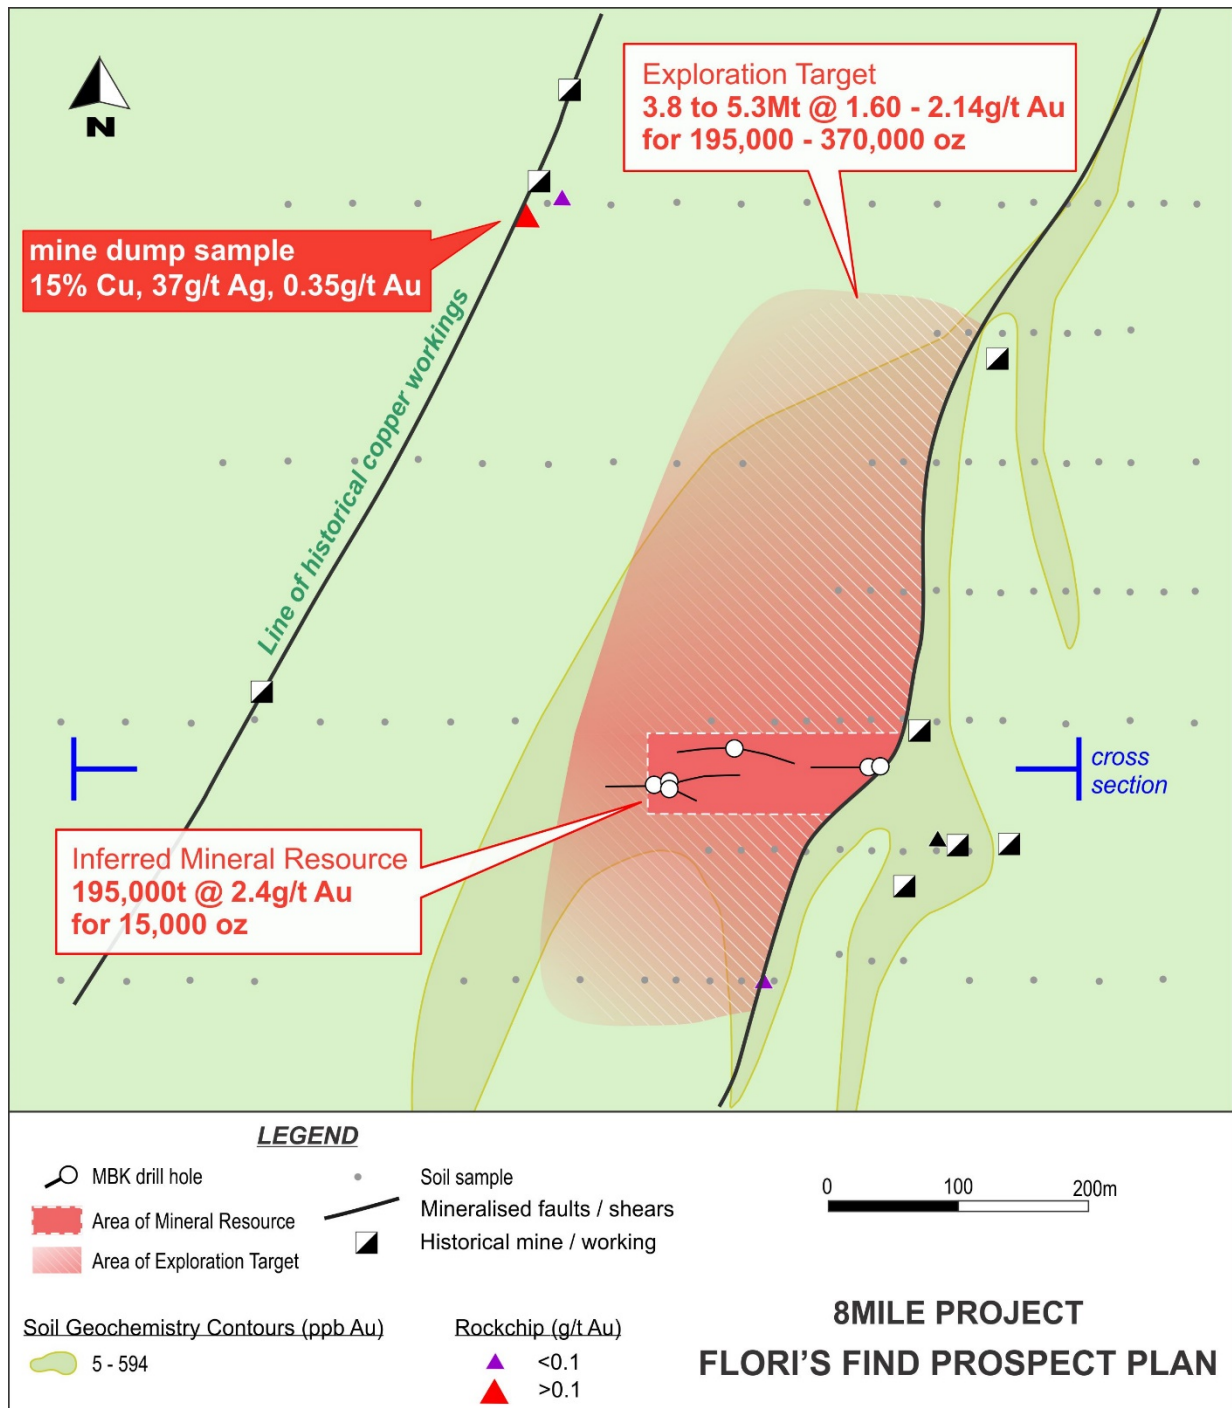 N
Exploration Target
3.8 to 5.3Mt @ 1.60 - 2.14g/t Au
for 195,000 - 370,000 oz
mine dump sample
15% Cu, 37g/t Ag, 0.35g/t Au
Line of historical copper workings
cross
section
Inferred Mineral Resource
195,000t @ 2.4g/t Au
for 15,000 oz
LEGEND
MBK drill hole
Area of Mineral Resource
Area of Exploration Target
Soil sample
Mineralised faults / shears
Historical mine / working
0 100 200m
Soil Geochemistry Contours (ppb Au)
5 - 594
Rockchip (g/t Au)
<0.1
>0.1
8MILE PROJECT
FLORI'S FIND PROSPECT PLAN